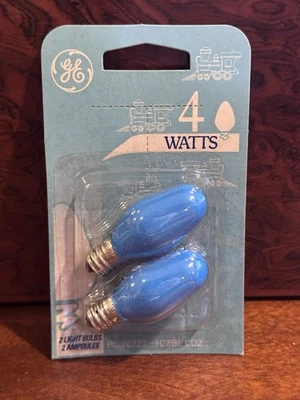 GE
4
WATTS
2 LIGHT BULBS
2 AMPOULES